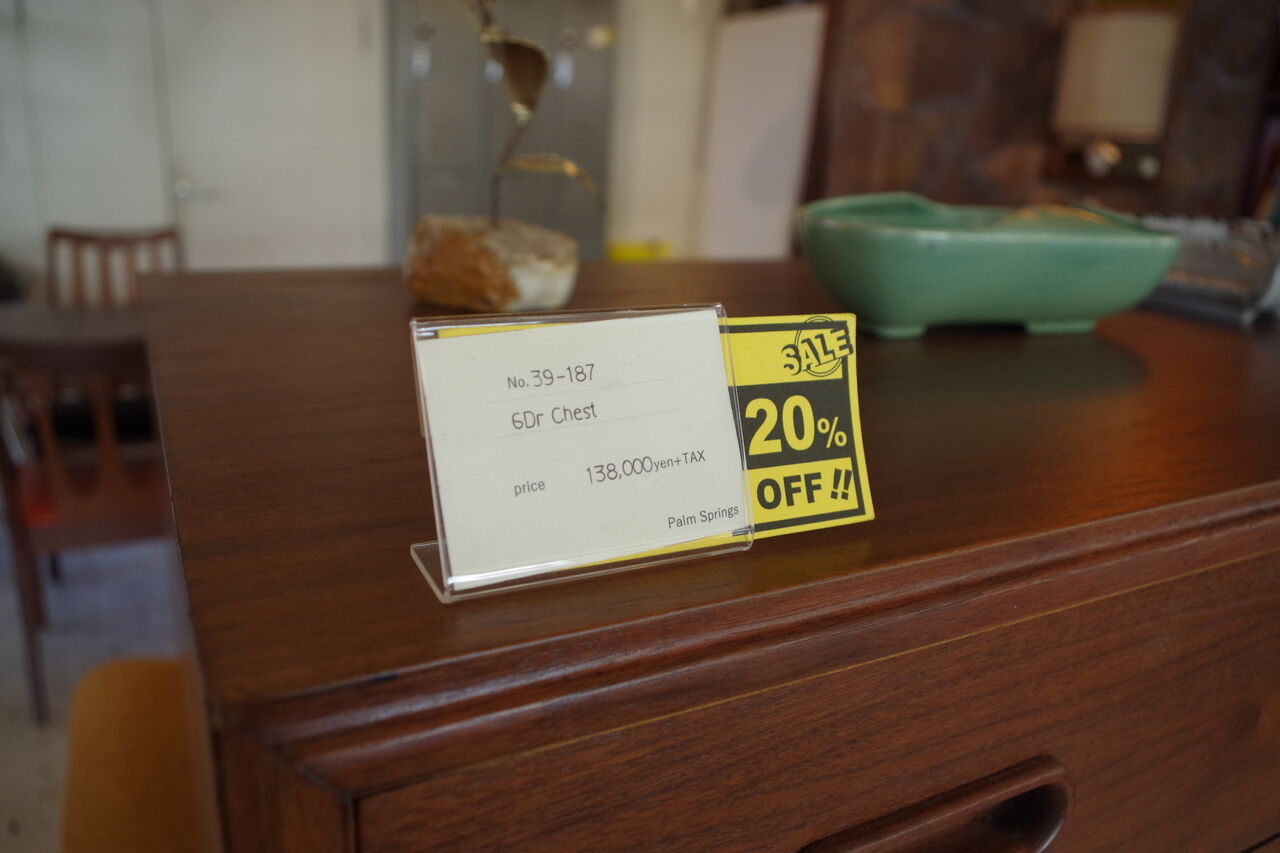 No. 39-187
6Dr Chest
price 138,000yen+TAX
Palm Springs
SALE
20%
OFF!!